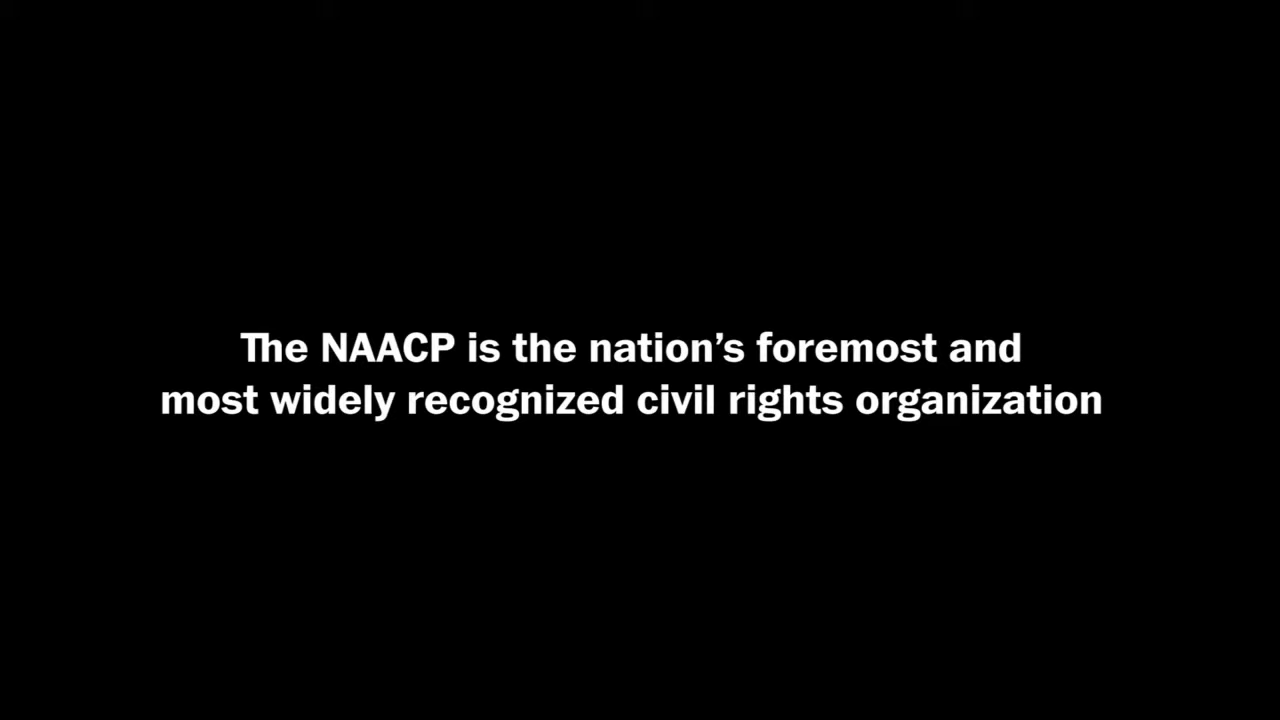 The NAACP is the nation’s foremost and
most widely recognized civil rights organization